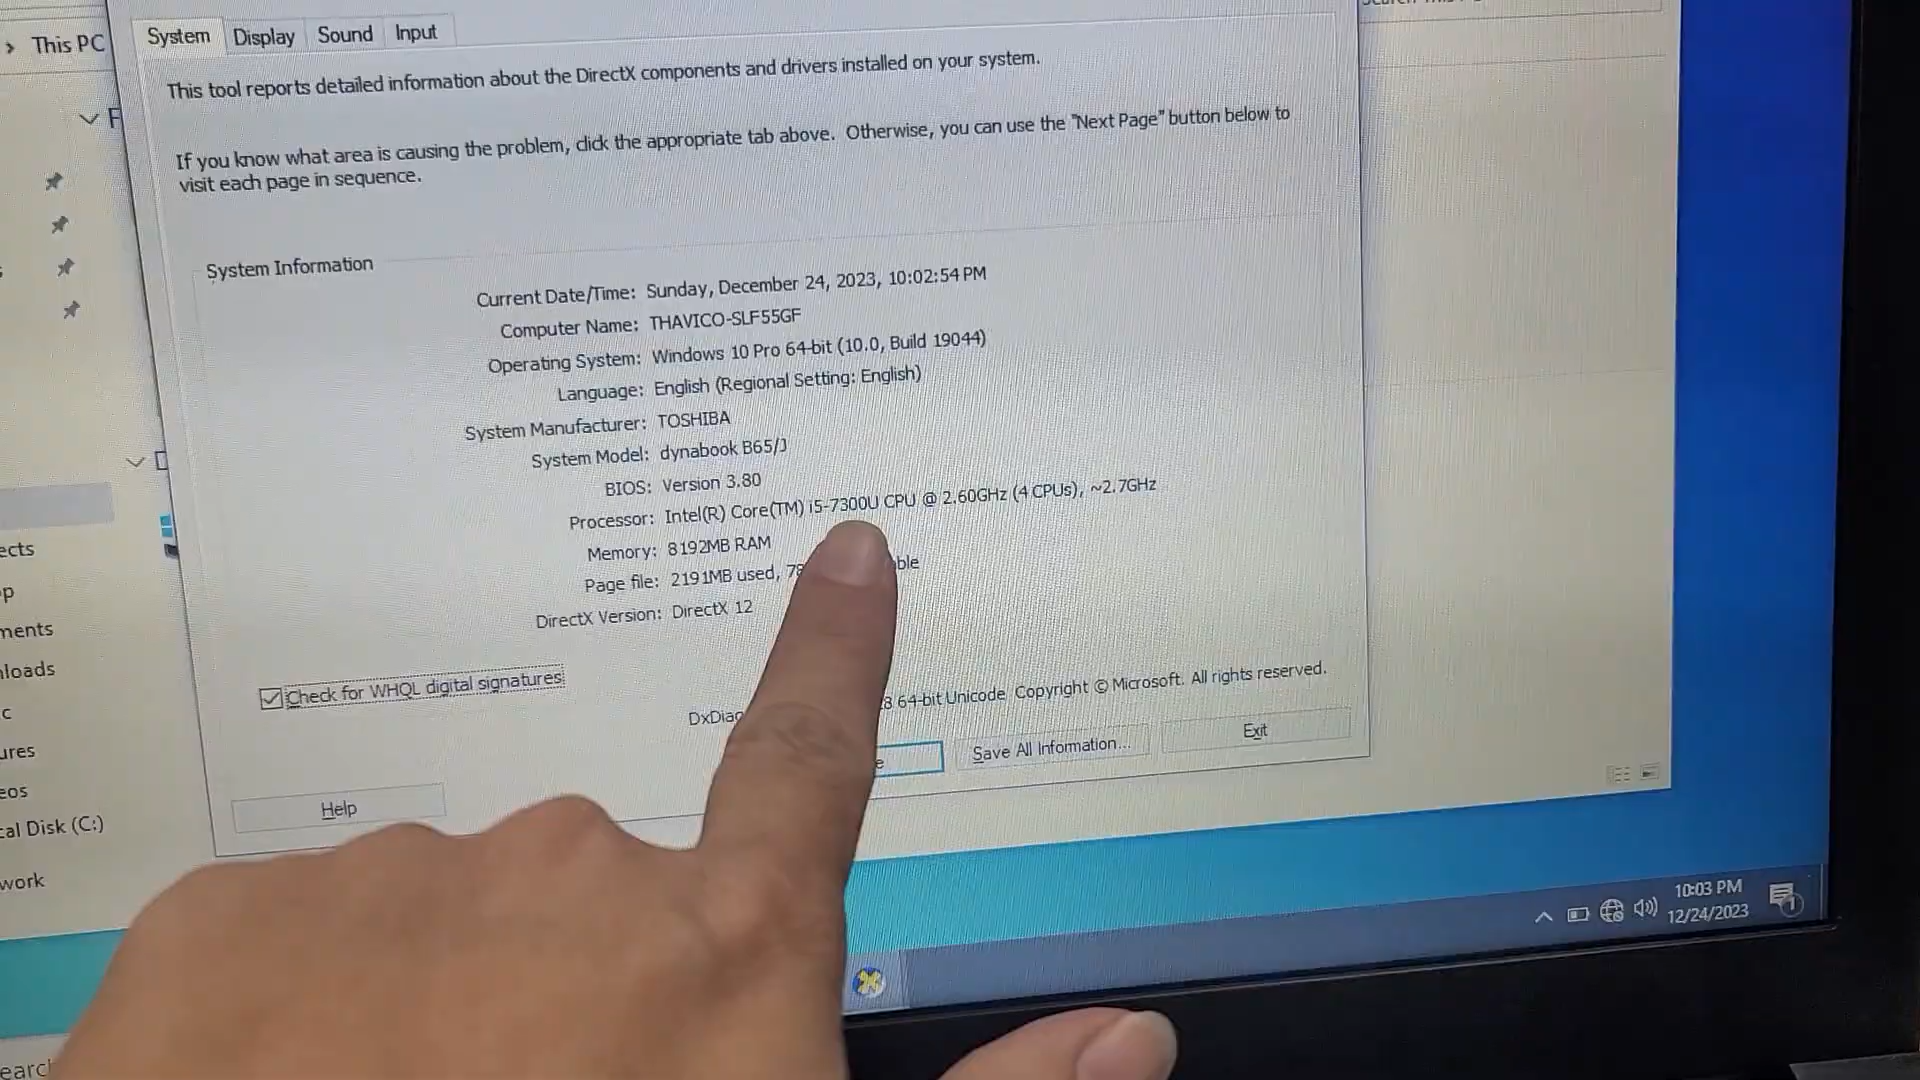 This PC
System Display Sound Input
This tool reports detailed information about the DirectX components and drivers installed on your system.
If you know what area is causing the problem, click the appropriate tab above. Otherwise, you can use the "Next Page" button below to
visit each page in sequence.
System Information
Current Date/Time: Sunday, December 24, 2023, 10:02:54 PM
Computer Name: THAVICO-SLF55GF
Operating System: Windows 10 Pro 64-bit (10.0, Build 19044)
Language: English (Regional Setting: English)
System Manufacturer: TOSHIBA
System Model: dynabook B65/J
BIOS: Version 3.80
Processor: Intel(R) Core(TM) i5-7300U CPU @ 2.60GHz (4 CPUs), ~2.7GHz
Memory: 8192MB RAM
Page file: 2191MB used, 78 ble
DirectX Version: DirectX 12
Check for WHQL digital signatures
DxDiag 8 64-bit Unicode Copyright © Microsoft. All rights reserved.
Help e Save All Information... Exit
ects
p
ments
nloads
c
ures
eos
cal Disk (C:)
work
earch
10:03 PM
12/24/2023
1